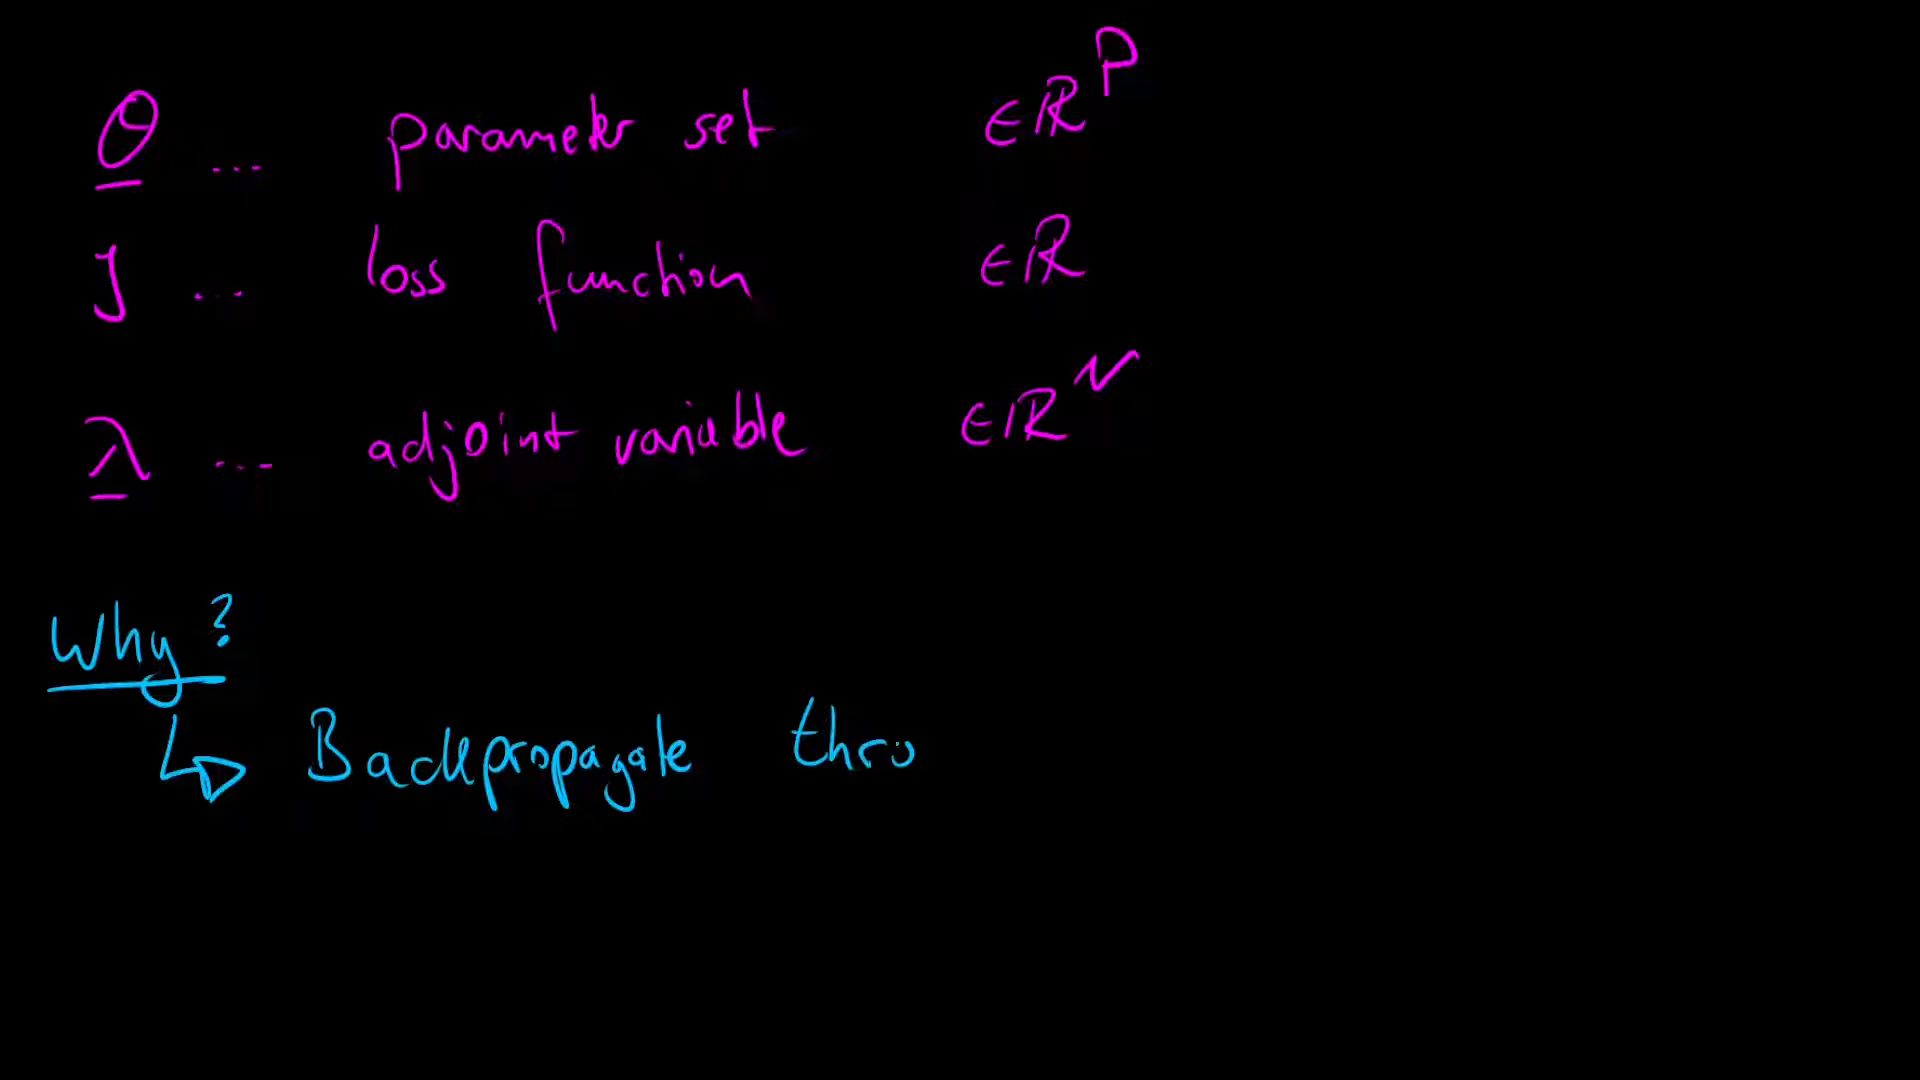 θ ... parameter set ∈ ℝ^P
J ... loss function ∈ ℝ
λ ... adjoint variable ∈ ℝ^N
Why?
↳ Backpropagate thro